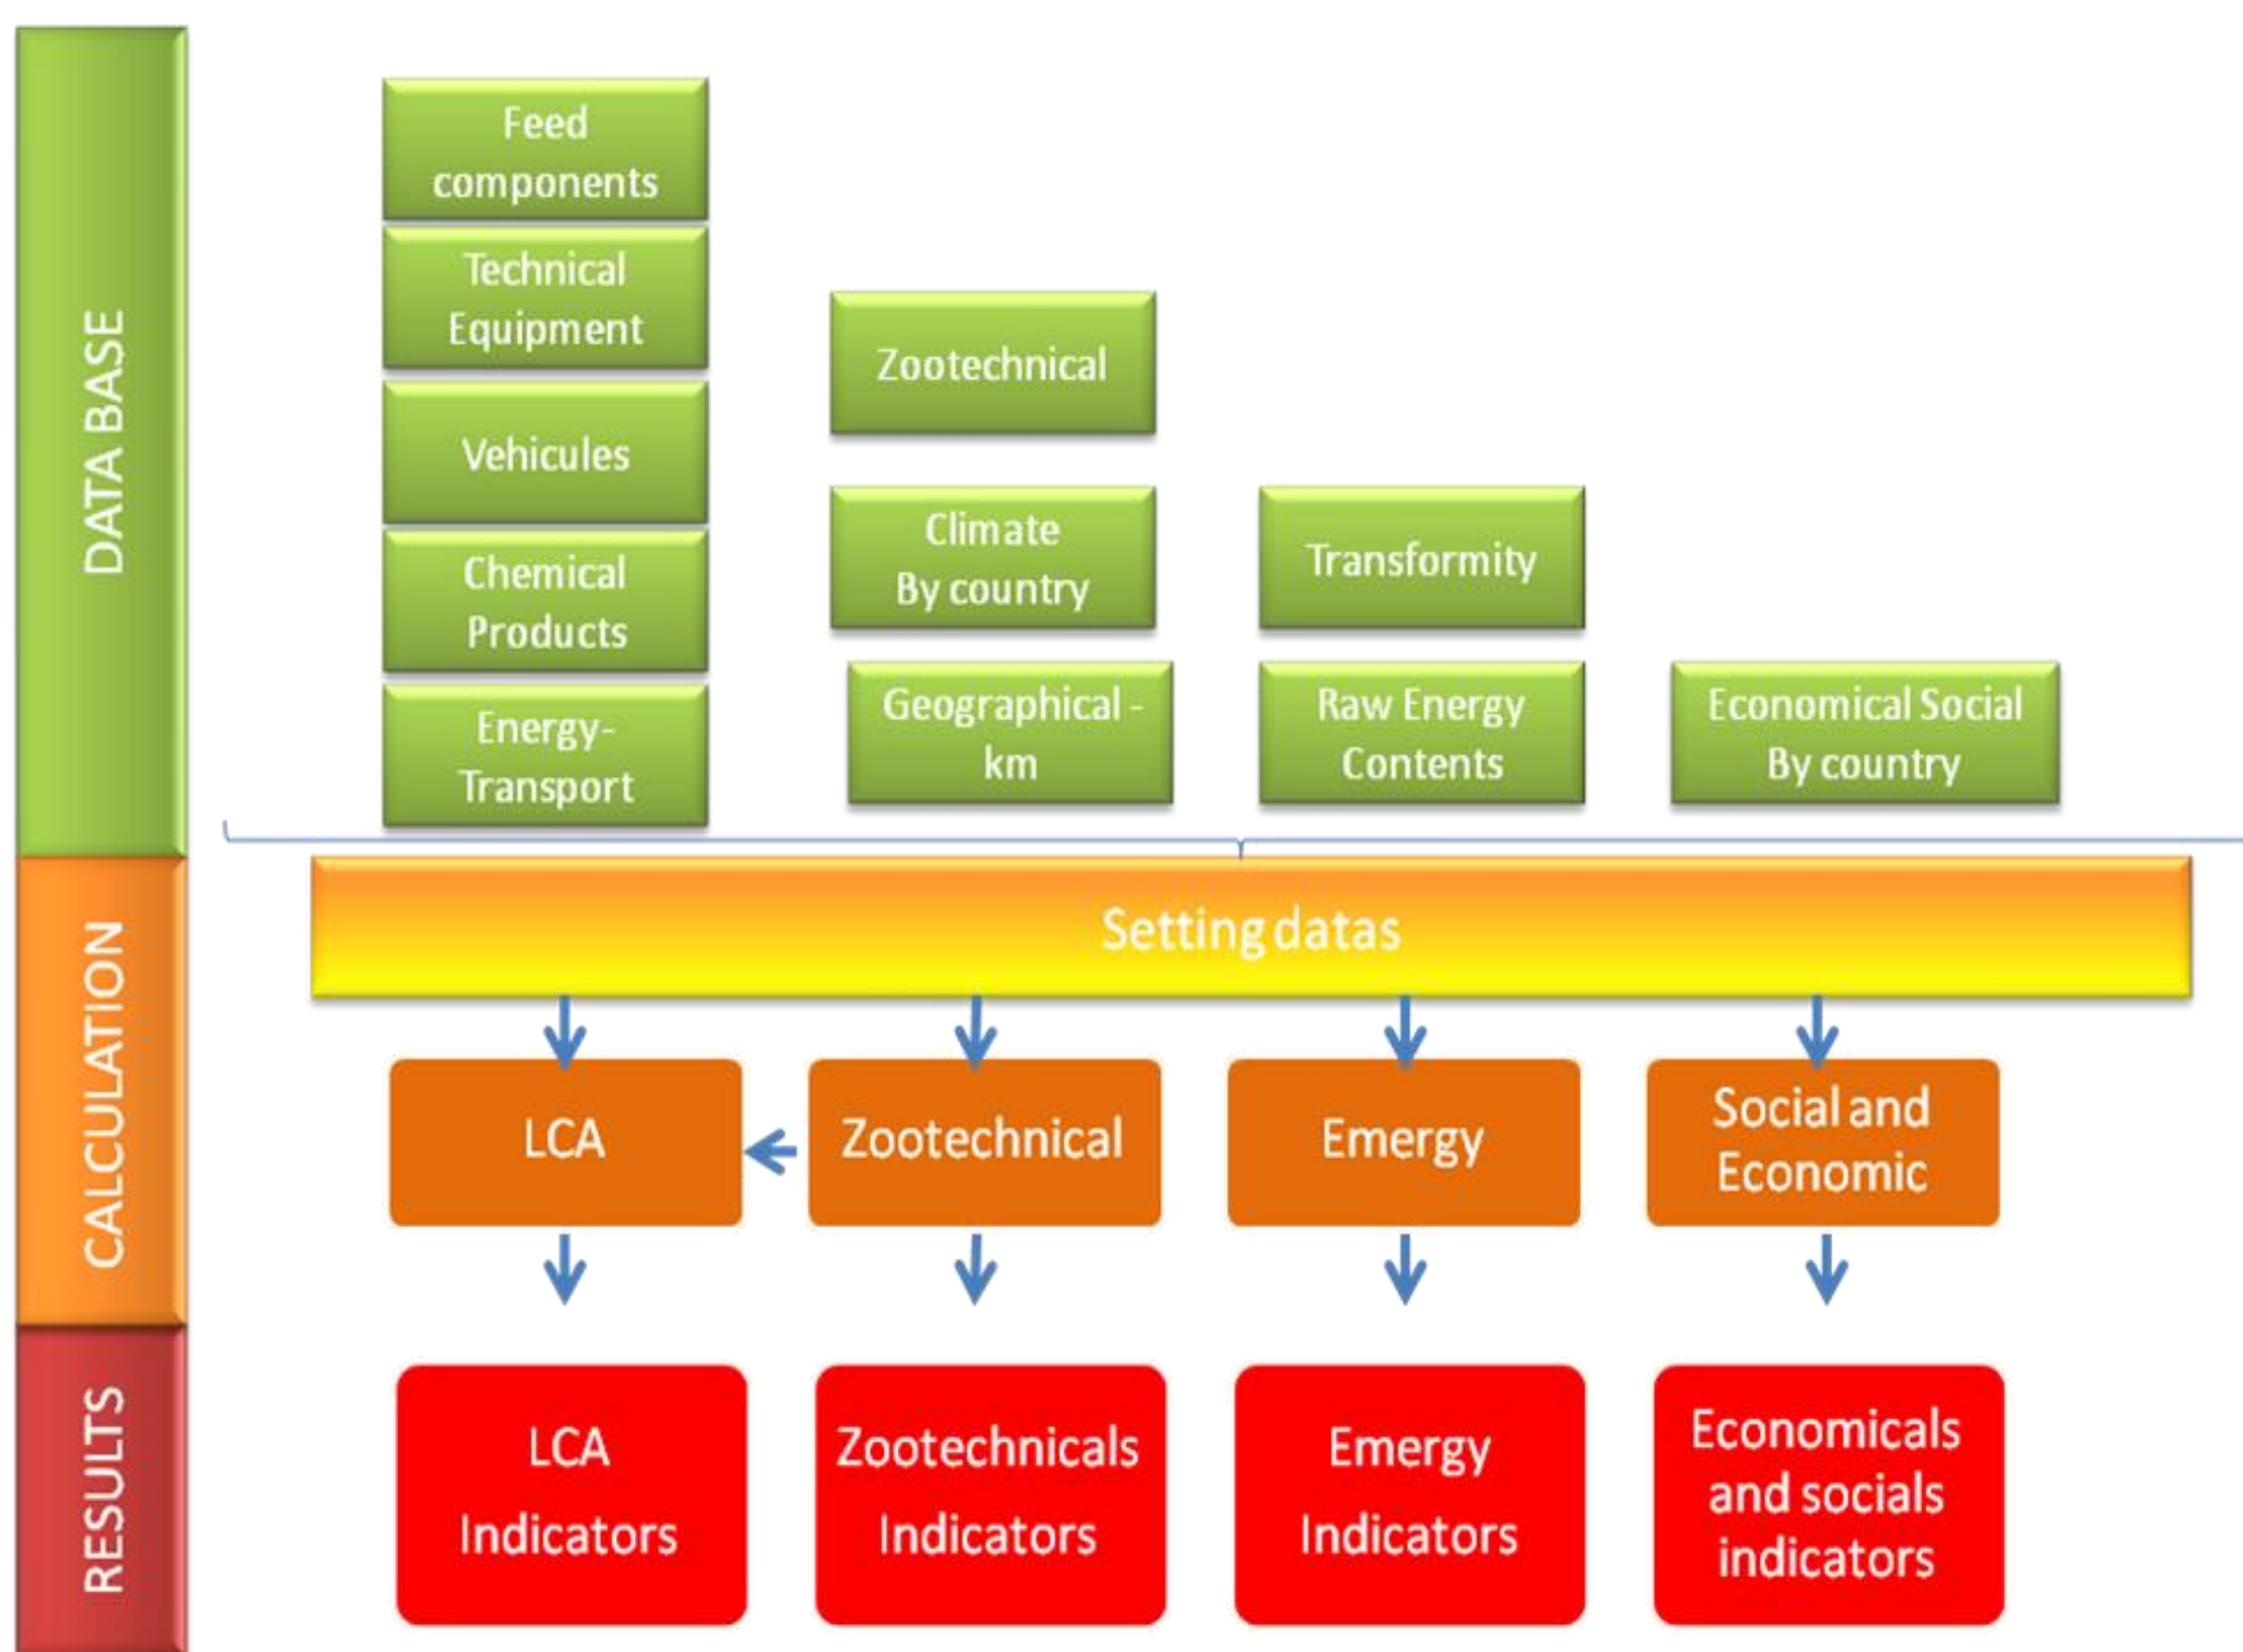 DATA BASE
Feed
components
Technical
Equipment
Vehicules
Chemical
Products
Energy-
Transport
Zootechnical
Climate
By country
Geographical -
km
Transformity
Raw Energy
Contents
Economical Social
By country
CALCULATION
Setting datas
LCA
Zootechnical
Emergy
Social and
Economic
RESULTS
LCA
Indicators
Zootechnicals
Indicators
Emergy
Indicators
Economicals
and socials
indicators